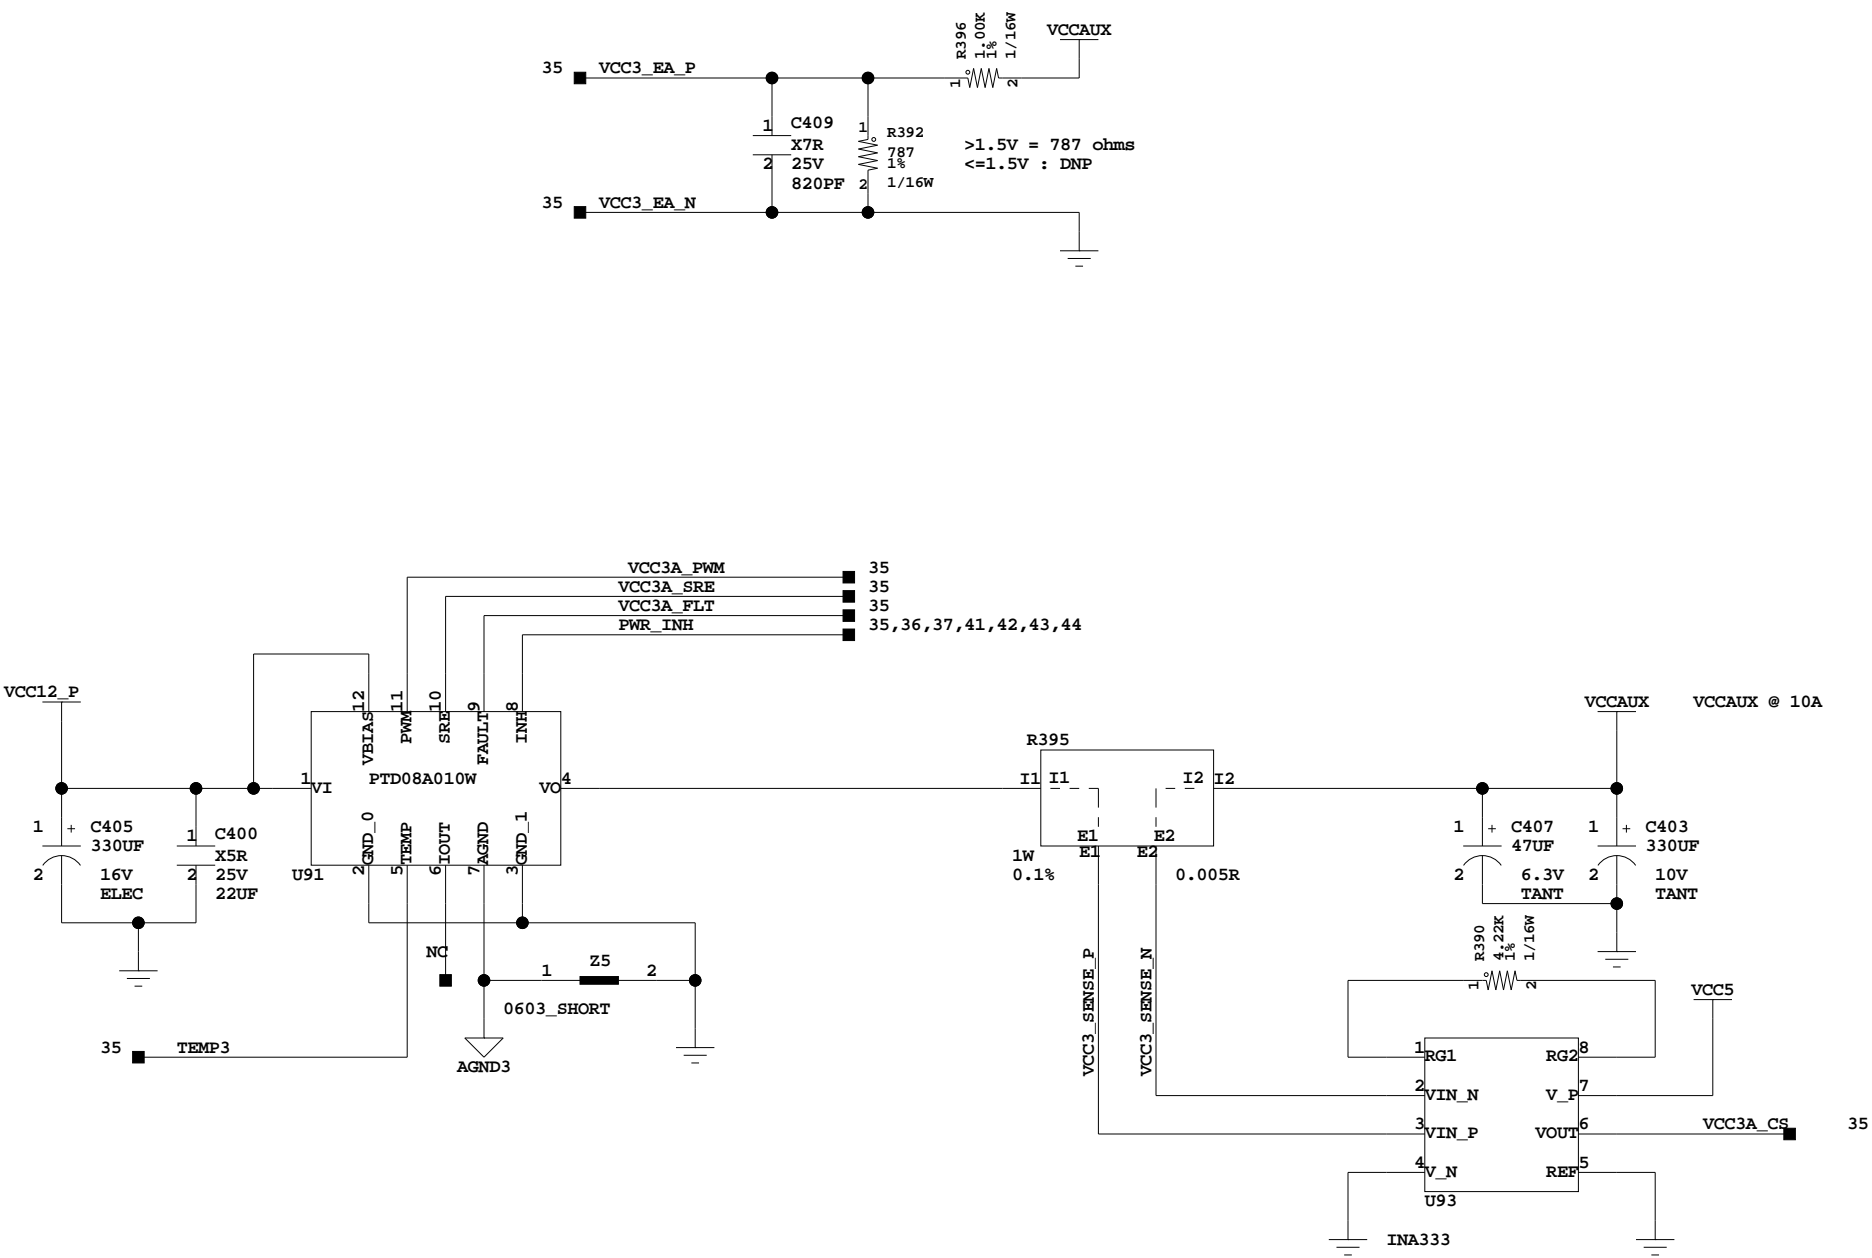 R396
1.00K
1%
1/16W
VCCAUX
35 VCC3_EA_P
1 2
1 C409
X7R
2 25V
820PF
1 R392
787
1%
2 1/16W
>1.5V = 787 ohms
<=1.5V : DNP
35 VCC3_EA_N
VCC3A_PWM 35
VCC3A_SRE 35
VCC3A_FLT 35
PWR_INH 35,36,37,41,42,43,44
VCC12_P
12 11 10 9 8
VBIAS PWM SRE FAULT INH
PTD08A010W
1 VI
VO 4
GND_0 TEMP IOUT AGND GND_1
2 5 6 7 3
U91
1 + C405
330UF
2 16V
ELEC
1 C400
X5R
2 25V
22UF
NC
1 Z5 2
0603_SHORT
AGND3
35 TEMP3
R395
I1 I1 I2 I2
E1 E2
E1 E2
1W
0.1%
0.005R
VCC3_SENSE_P
VCC3_SENSE_N
VCCAUX VCCAUX @ 10A
1 + C407
47UF
2 6.3V
TANT
1 + C403
330UF
2 10V
TANT
R390
4.22K
1%
1/16W
1 2
VCC5
1 RG1 RG2 8
2 VIN_N V_P 7
3 VIN_P VOUT 6
4 V_N REF 5
VCC3A_CS 35
U93
INA333